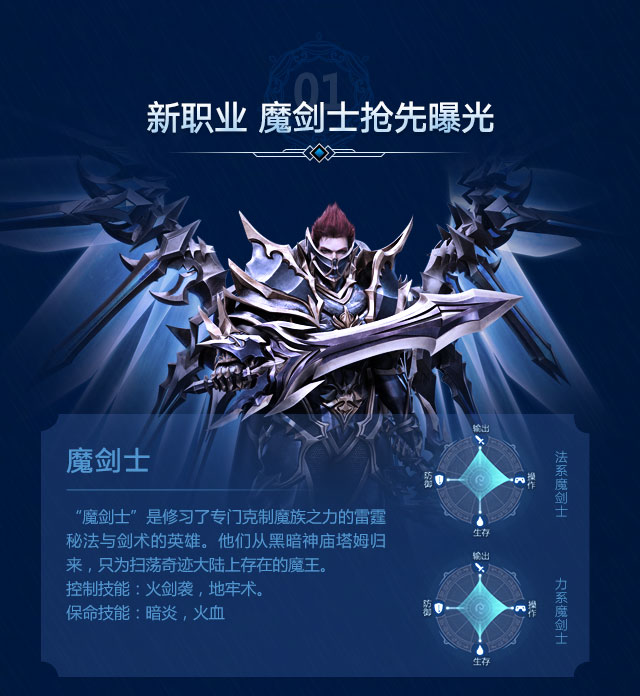 01
新职业 魔剑士抢先曝光
魔剑士
“魔剑士”是修习了专门克制魔族之力的雷霆
秘法与剑术的英雄。他们从黑暗神庙塔姆归
来，只为扫荡奇迹大陆上存在的魔王。
控制技能：火剑袭，地牢术。
保命技能：暗炎，火血
输出
防御
操作
生存
法系魔剑士
输出
防御
操作
生存
力系魔剑士